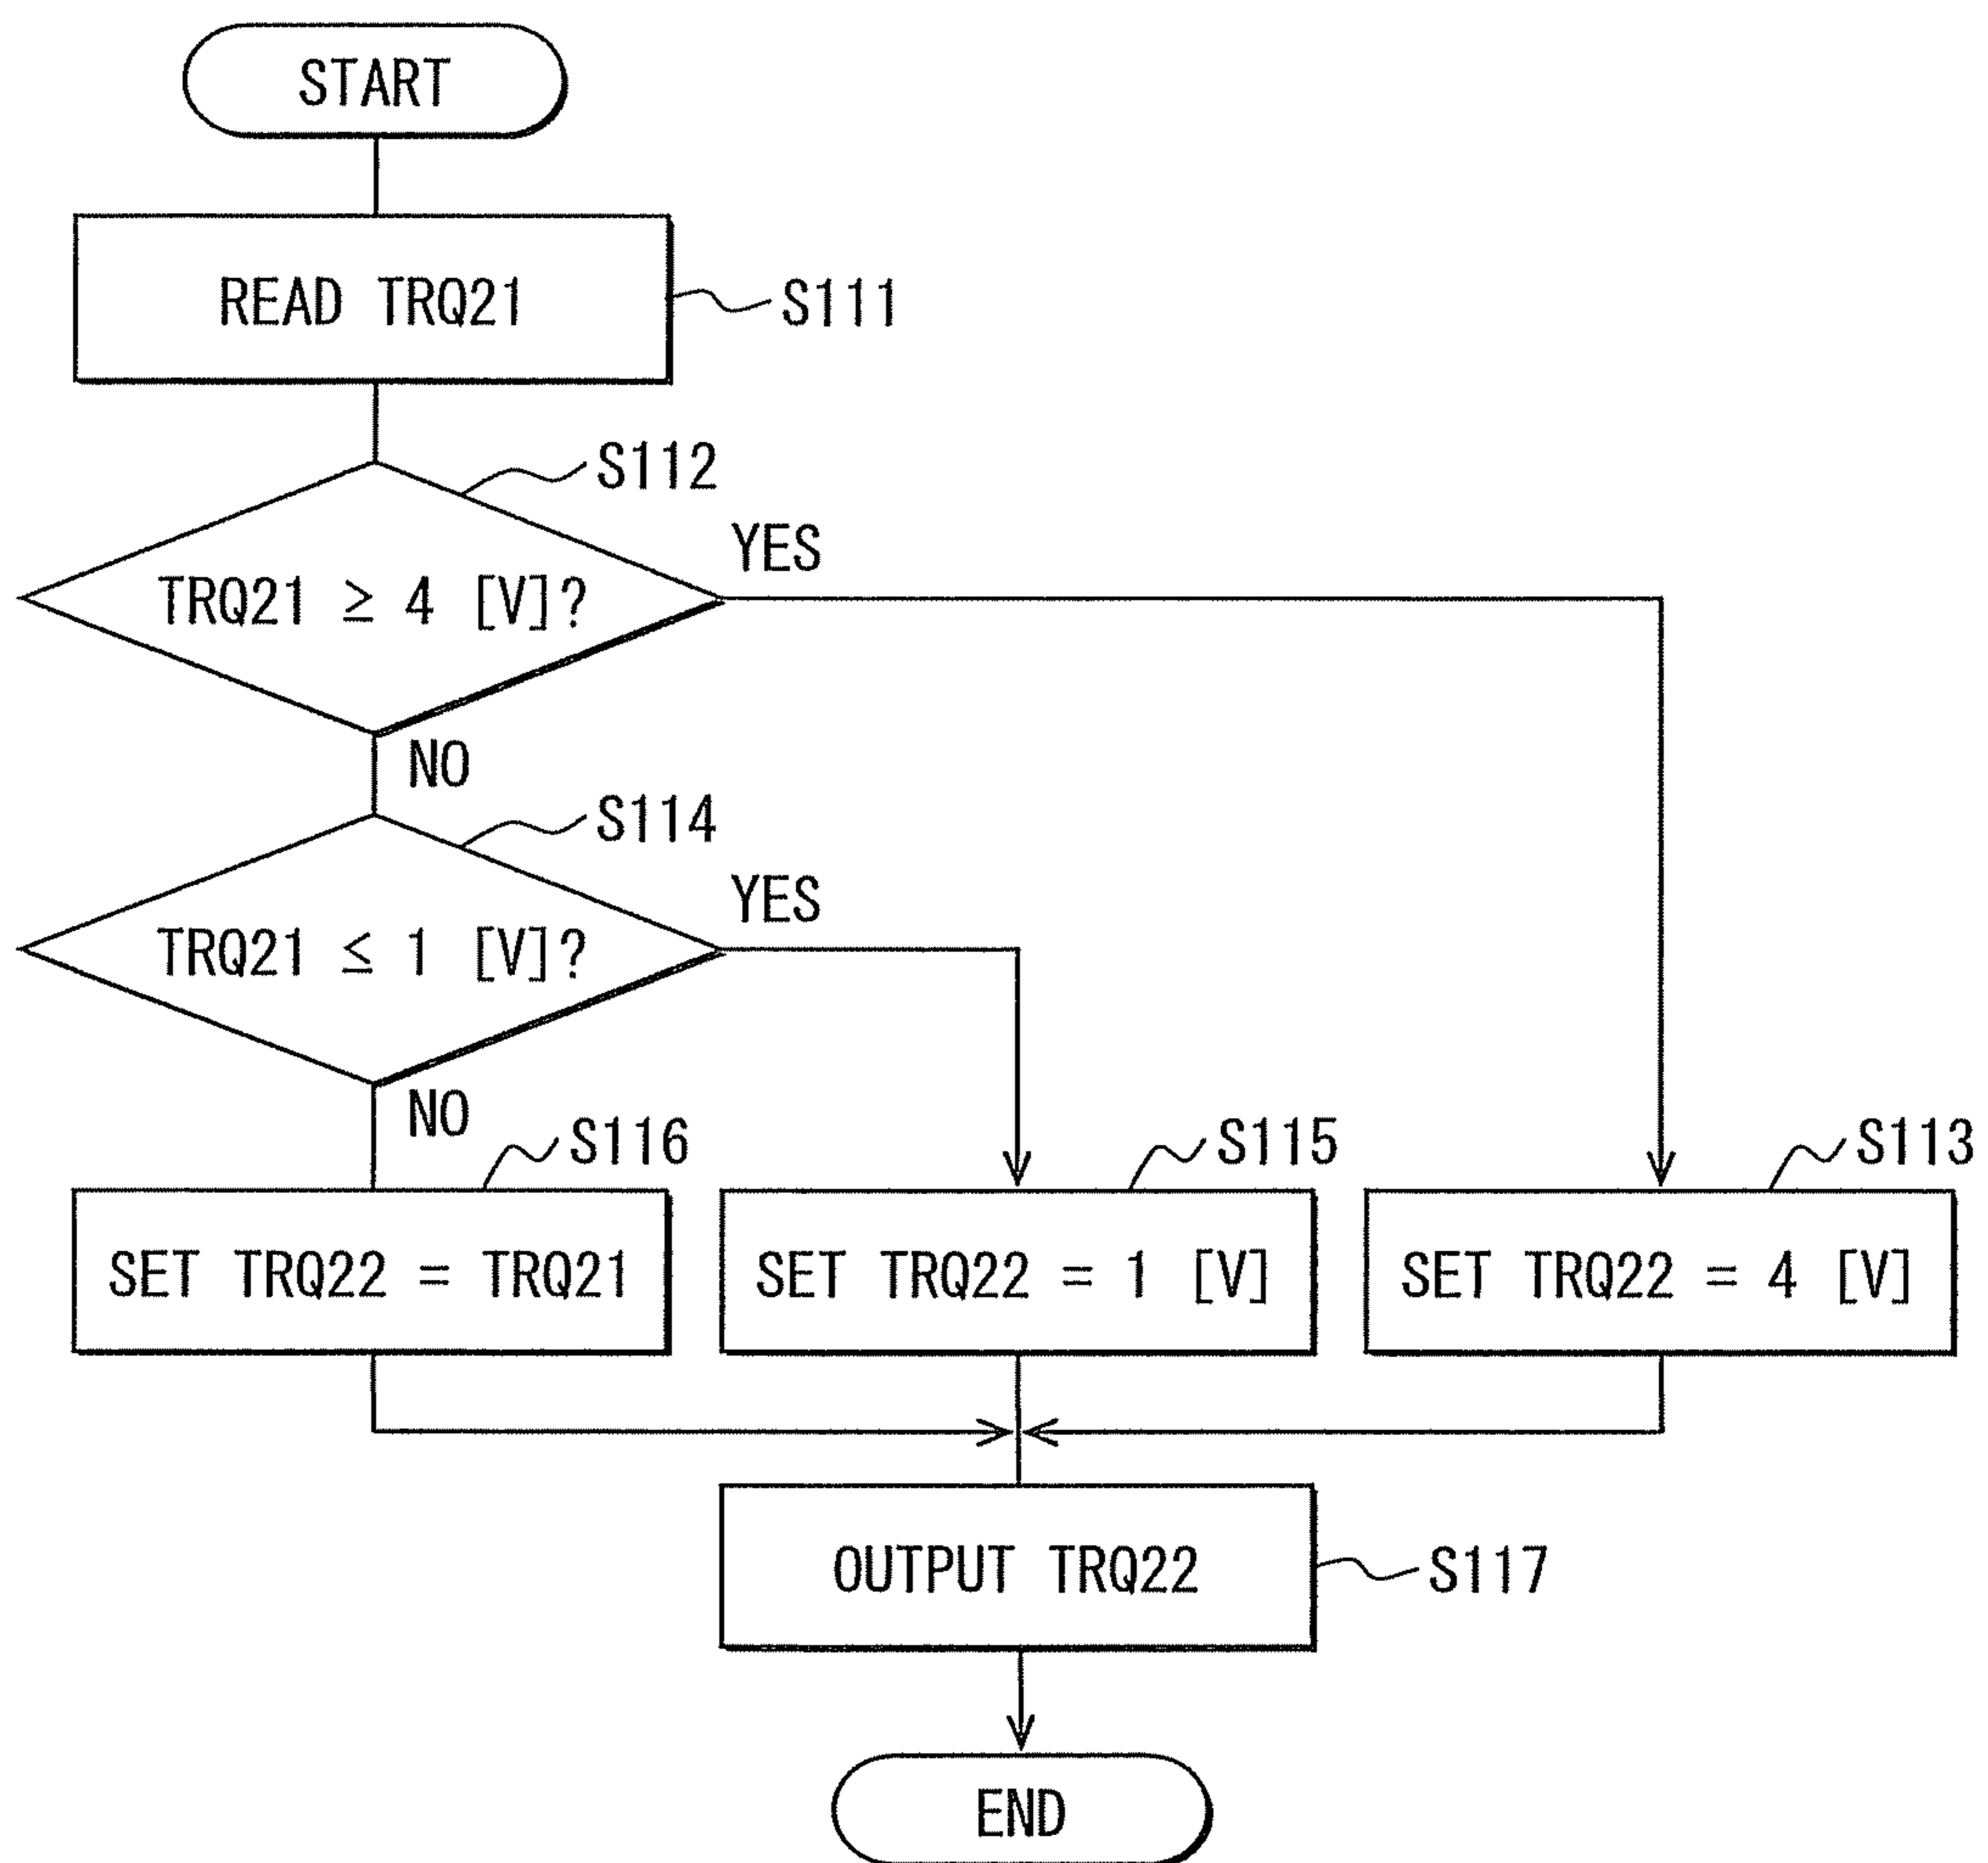 START
READ TRQ21
S111
S112
TRQ21 ≥ 4 [V]?
YES
NO
S114
TRQ21 ≤ 1 [V]?
YES
NO
S116
SET TRQ22 = TRQ21
S115
SET TRQ22 = 1 [V]
S113
SET TRQ22 = 4 [V]
OUTPUT TRQ22
S117
END